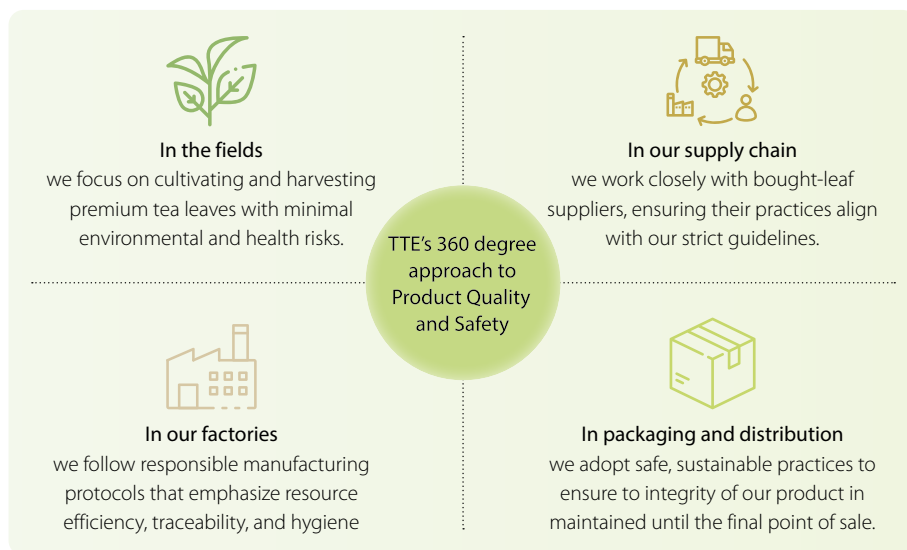 In the fields
we focus on cultivating and harvesting
premium tea leaves with minimal
environmental and health risks.
In our supply chain
we work closely with bought-leaf
suppliers, ensuring their practices align
with our strict guidelines.
TTE's 360 degree
approach to
Product Quality
and Safety
In our factories
we follow responsible manufacturing
protocols that emphasize resource
efficiency, traceability, and hygiene
In packaging and distribution
we adopt safe, sustainable practices to
ensure to integrity of our product in
maintained until the final point of sale.